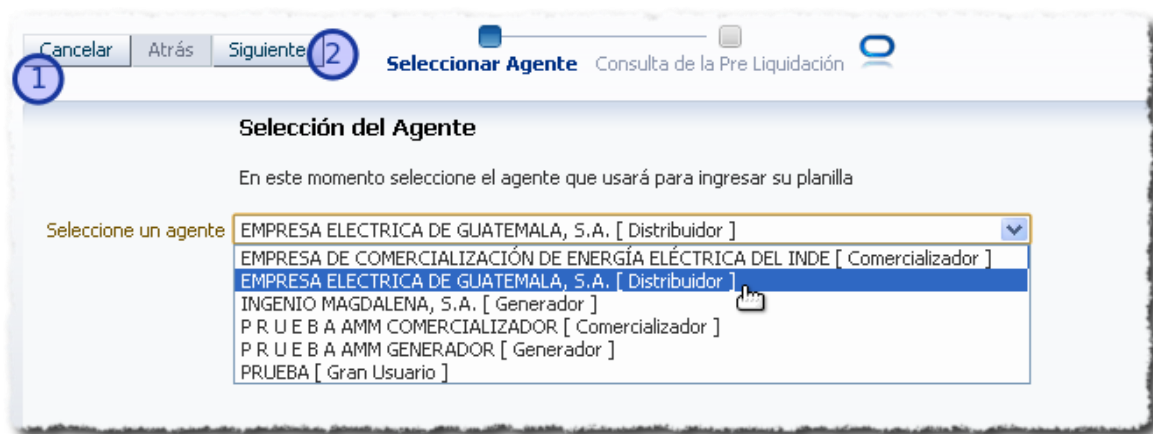 Cancelar Atrás Siguiente
1
2
Seleccionar Agente Consulta de la Pre Liquidación
Selección del Agente
En este momento seleccione el agente que usará para ingresar su planilla
Seleccione un agente EMPRESA ELECTRICA DE GUATEMALA, S.A. [ Distribuidor ]
EMPRESA DE COMERCIALIZACIÓN DE ENERGÍA ELÉCTRICA DEL INDE [ Comercializador ]
EMPRESA ELECTRICA DE GUATEMALA, S.A. [ Distribuidor ]
INGENIO MAGDALENA, S.A. [ Generador ]
P R U E B A AMM COMERCIALIZADOR [ Comercializador ]
P R U E B A AMM GENERADOR [ Generador ]
PRUEBA [ Gran Usuario ]